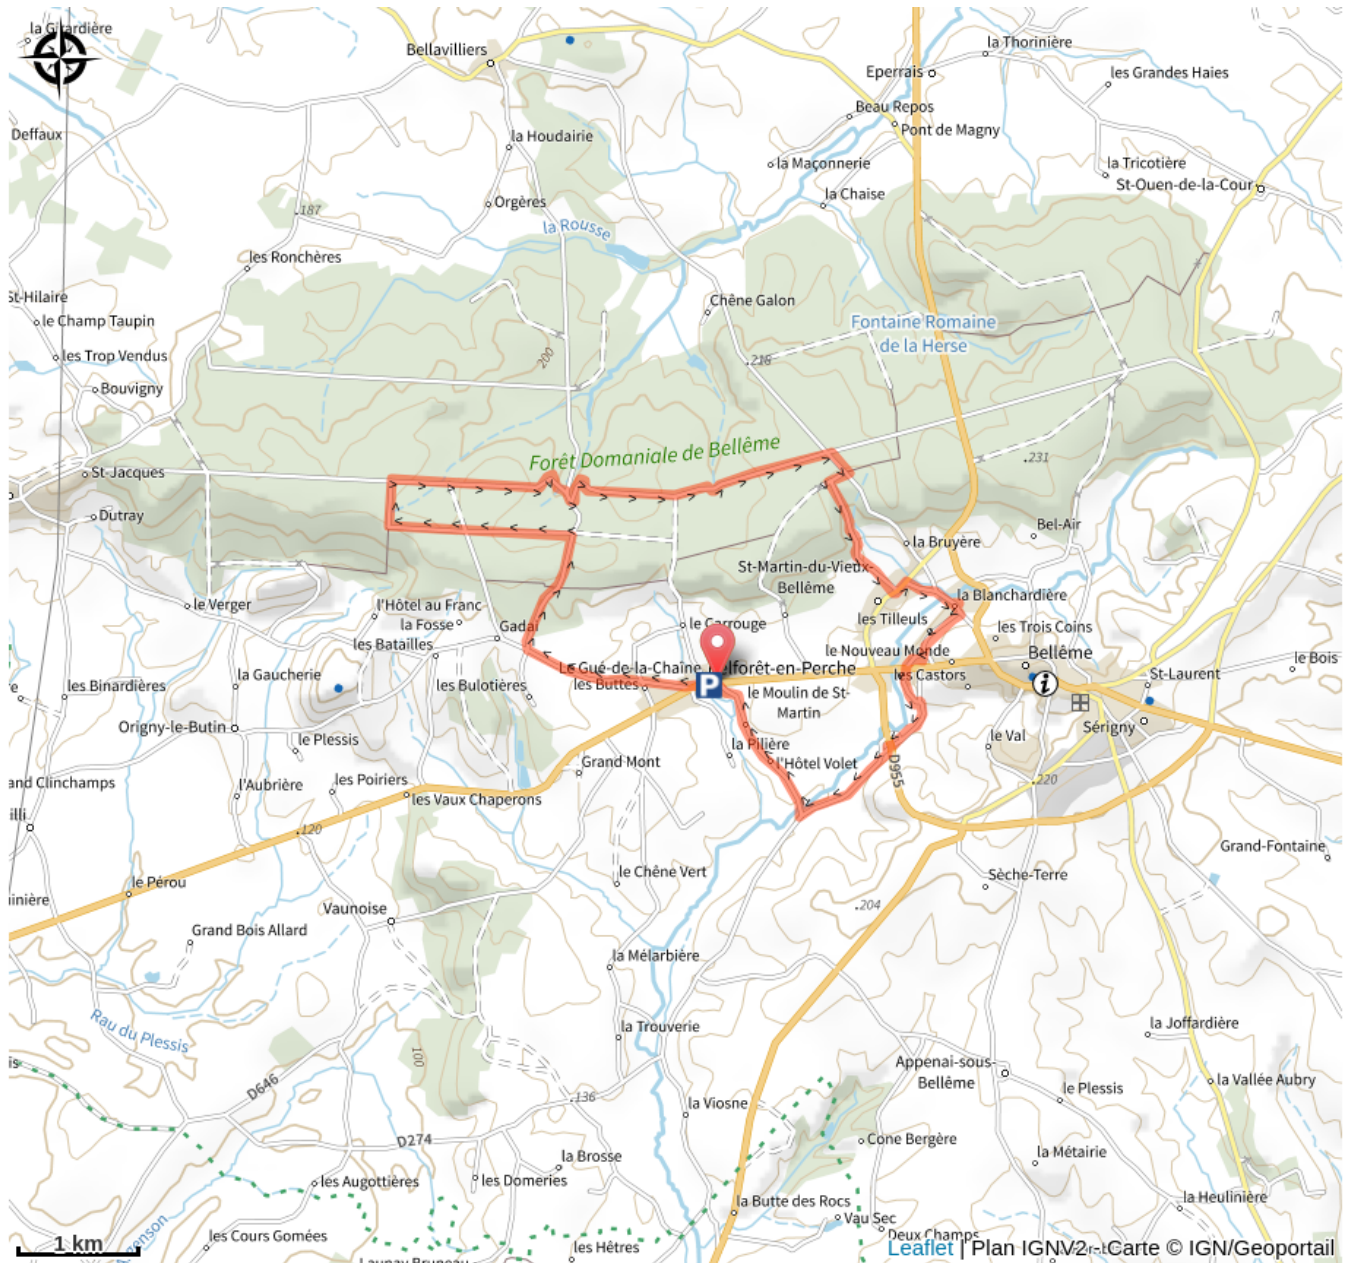 la Girardière
Bellavilliers
la Thorinière
Eperrais
les Grandes Haies
Beau Repos
Pont de Magny
Deffaux
la Houdairie
la Maçonnerie
la Tricotière
St-Ouen-de-la-Cour
la Chaise
Orgères
187
la Rousse
les Ronchères
St-Hilaire
le Champ Taupin
Chêne Galon
Fontaine Romaine
de la Herse
les Trop Vendus
200
218
Bouvigny
Forêt Domaniale de Bellême
231
St-Jacques
Dutray
Bel-Air
la Bruyère
St-Martin-du-Vieux-
Bellême
le Verger
l'Hôtel au Franc
la Blanchardière
la Fosse
les Tilleuls
le Carrouge
Gadai
les Trois Coins
les Batailles
le Nouveau Monde
Bellême
le Bois
Le Gué-de-la-Chaîne
Belforêt-en-Perche
la Gaucherie
les Castors
St-Laurent
les Binardières
les Bulotières
les Buttes
P
le Moulin de St-
Martin
i
Origny-le-Butin
Sérigny
le Plessis
la Pilière
le Val
and Clinchamps
l'Aubrière
les Poiriers
Grand Mont
l'Hôtel Volet
D955
220
les Vaux Chaperons
illi
120
Grand-Fontaine
le Pérou
le Chêne Vert
Sèche-Terre
inière
Vaunoise
204
Grand Bois Allard
la Mélarbière
Rau du Plessis
la Trouverie
la Joffardière
is
100
Appenai-sous-
Bellême
la Vallée Aubry
D646
le Plessis
136
la Viosne
D274
Cone Bergère
la Brosse
la Métairie
les Augottières
les Domeries
la Butte des Rocs
la Heulinière
Vau Sec
les Cours Gomées
Deux Champs
les Hêtres
1 km
Launay Bruneau
Leaflet | Plan IGNV2 - Carte © IGN/Geoportail